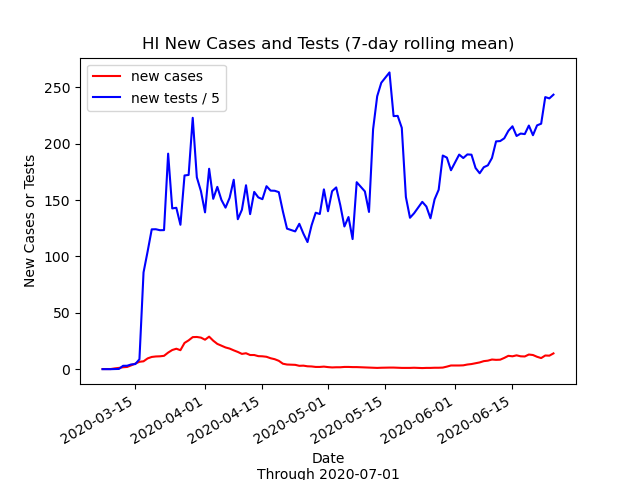 HI New Cases and Tests (7-day rolling mean)
new cases
new tests / 5
New Cases or Tests
250
200
150
100
50
0
2020-03-15
2020-04-01
2020-04-15
2020-05-01
2020-05-15
2020-06-01
2020-06-15
Date
Through 2020-07-01